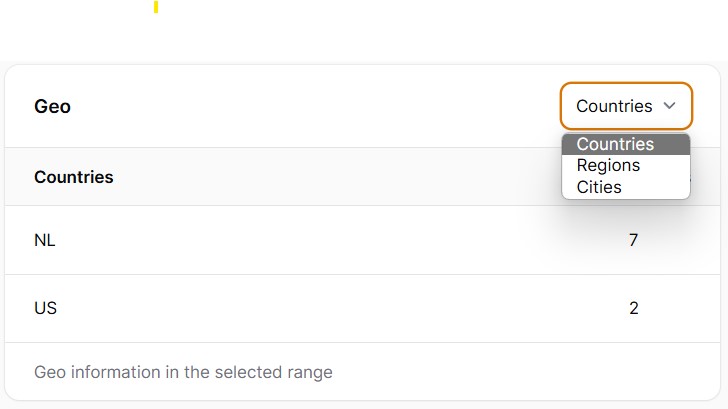 Geo
Countries
Countries
Regions
Cities
Countries
NL
7
US
2
Geo information in the selected range